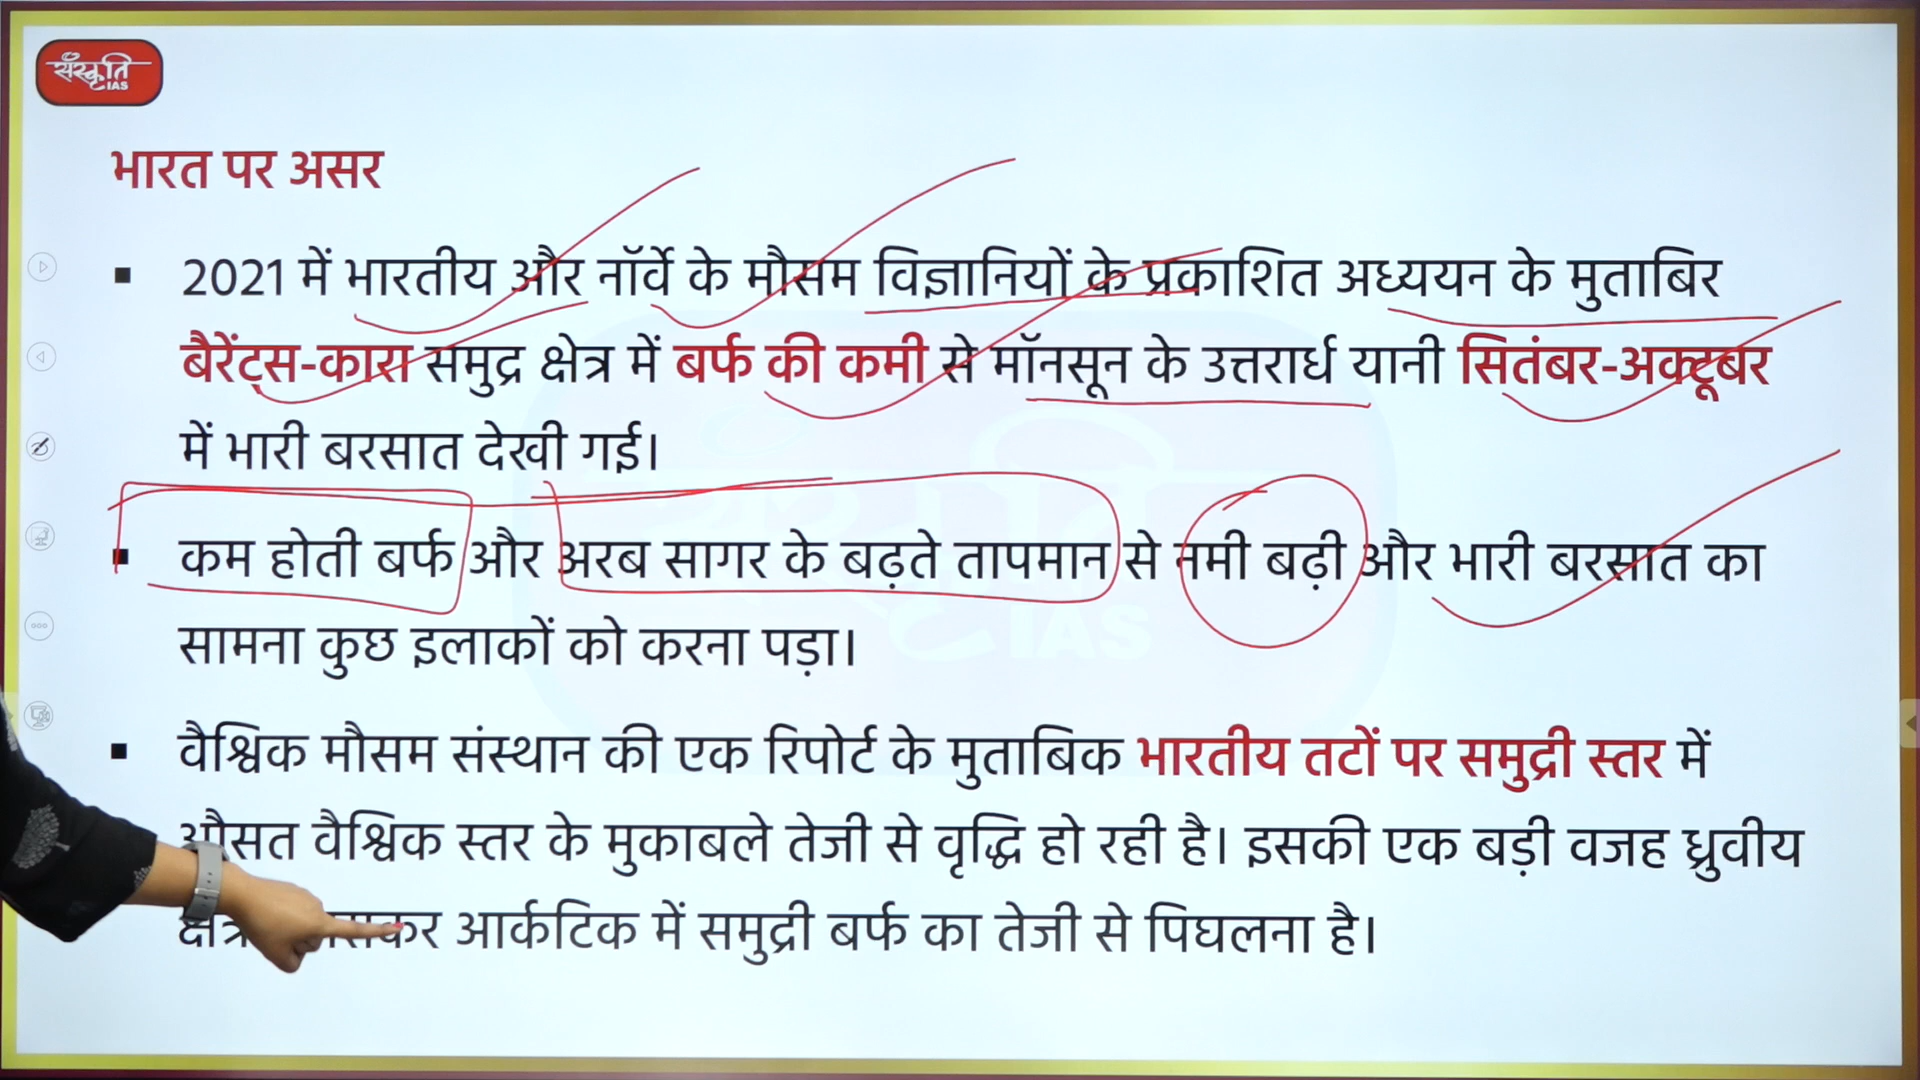 संस्कृति
IAS
भारत पर असर
▪ 2021 में भारतीय और नॉर्वे के मौसम विज्ञानियों के प्रकाशित अध्ययन के मुताबिर
बैरेंट्स-कारा समुद्र क्षेत्र में बर्फ की कमी से मॉनसून के उत्तरार्ध यानी सितंबर-अक्टूबर
में भारी बरसात देखी गई।
▪ कम होती बर्फ और अरब सागर के बढ़ते तापमान से नमी बढ़ी और भारी बरसात का
सामना कुछ इलाकों को करना पड़ा।
▪ वैश्विक मौसम संस्थान की एक रिपोर्ट के मुताबिक भारतीय तटों पर समुद्री स्तर में
औसत वैश्विक स्तर के मुकाबले तेजी से वृद्धि हो रही है। इसकी एक बड़ी वजह ध्रुवीय
आर्कटिक में समुद्री बर्फ का तेजी से पिघलना है।